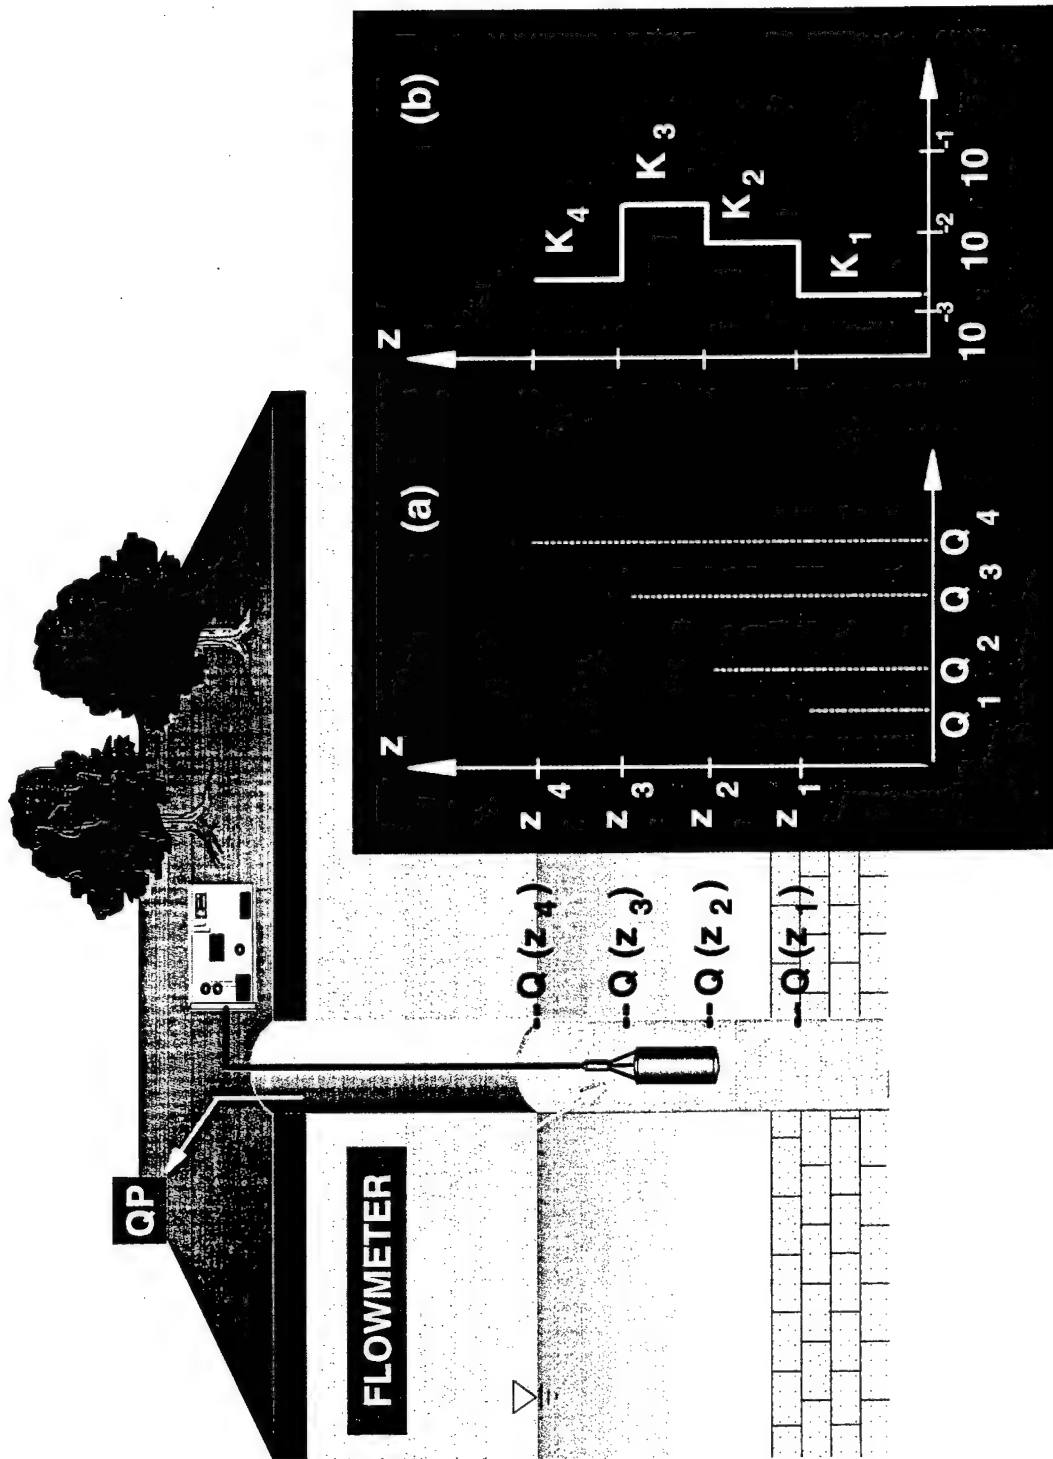 QP
FLOWMETER
Q (z4)
Q (z3)
Q (z2)
Q (z1)
(a)
z
z4
z3
z2
z1
Q1 Q2 Q3 Q4
(b)
z
K4
K3
K2
K1
10-3 10-2 10-1